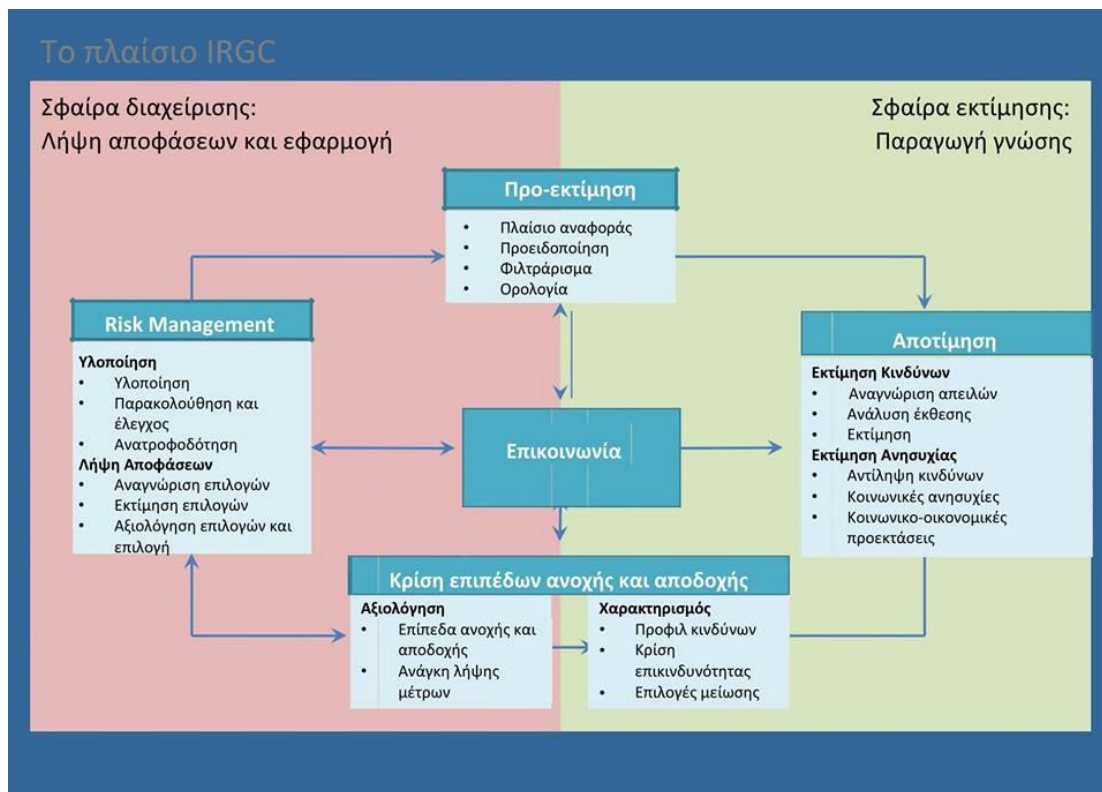 Το πλαίσιο IRGC
Σφαίρα διαχείρισης:
Λήψη αποφάσεων και εφαρμογή
Σφαίρα εκτίμησης:
Παραγωγή γνώσης
Προ-εκτίμηση
• Πλαίσιο αναφοράς
• Προειδοποίηση
• Φιλτράρισμα
• Ορολογία
Risk Management
Υλοποίηση
• Υλοποίηση
• Παρακολούθηση και
έλεγχος
• Ανατροφοδότηση
Λήψη Αποφάσεων
• Αναγνώριση επιλογών
• Εκτίμηση επιλογών
• Αξιολόγηση επιλογών και
επιλογή
Επικοινωνία
Αποτίμηση
Εκτίμηση Κινδύνων
• Αναγνώριση απειλών
• Ανάλυση έκθεσης
• Εκτίμηση
Εκτίμηση Ανησυχίας
• Αντίληψη κινδύνων
• Κοινωνικές ανησυχίες
• Κοινωνικο-οικονομικές
προεκτάσεις
Κρίση επιπέδων ανοχής και αποδοχής
Αξιολόγηση
• Επίπεδα ανοχής και
αποδοχής
• Ανάγκη λήψης
μέτρων
Χαρακτηρισμός
• Προφιλ κινδύνων
• Κρίση
επικινδυνότητας
• Επιλογές μείωσης